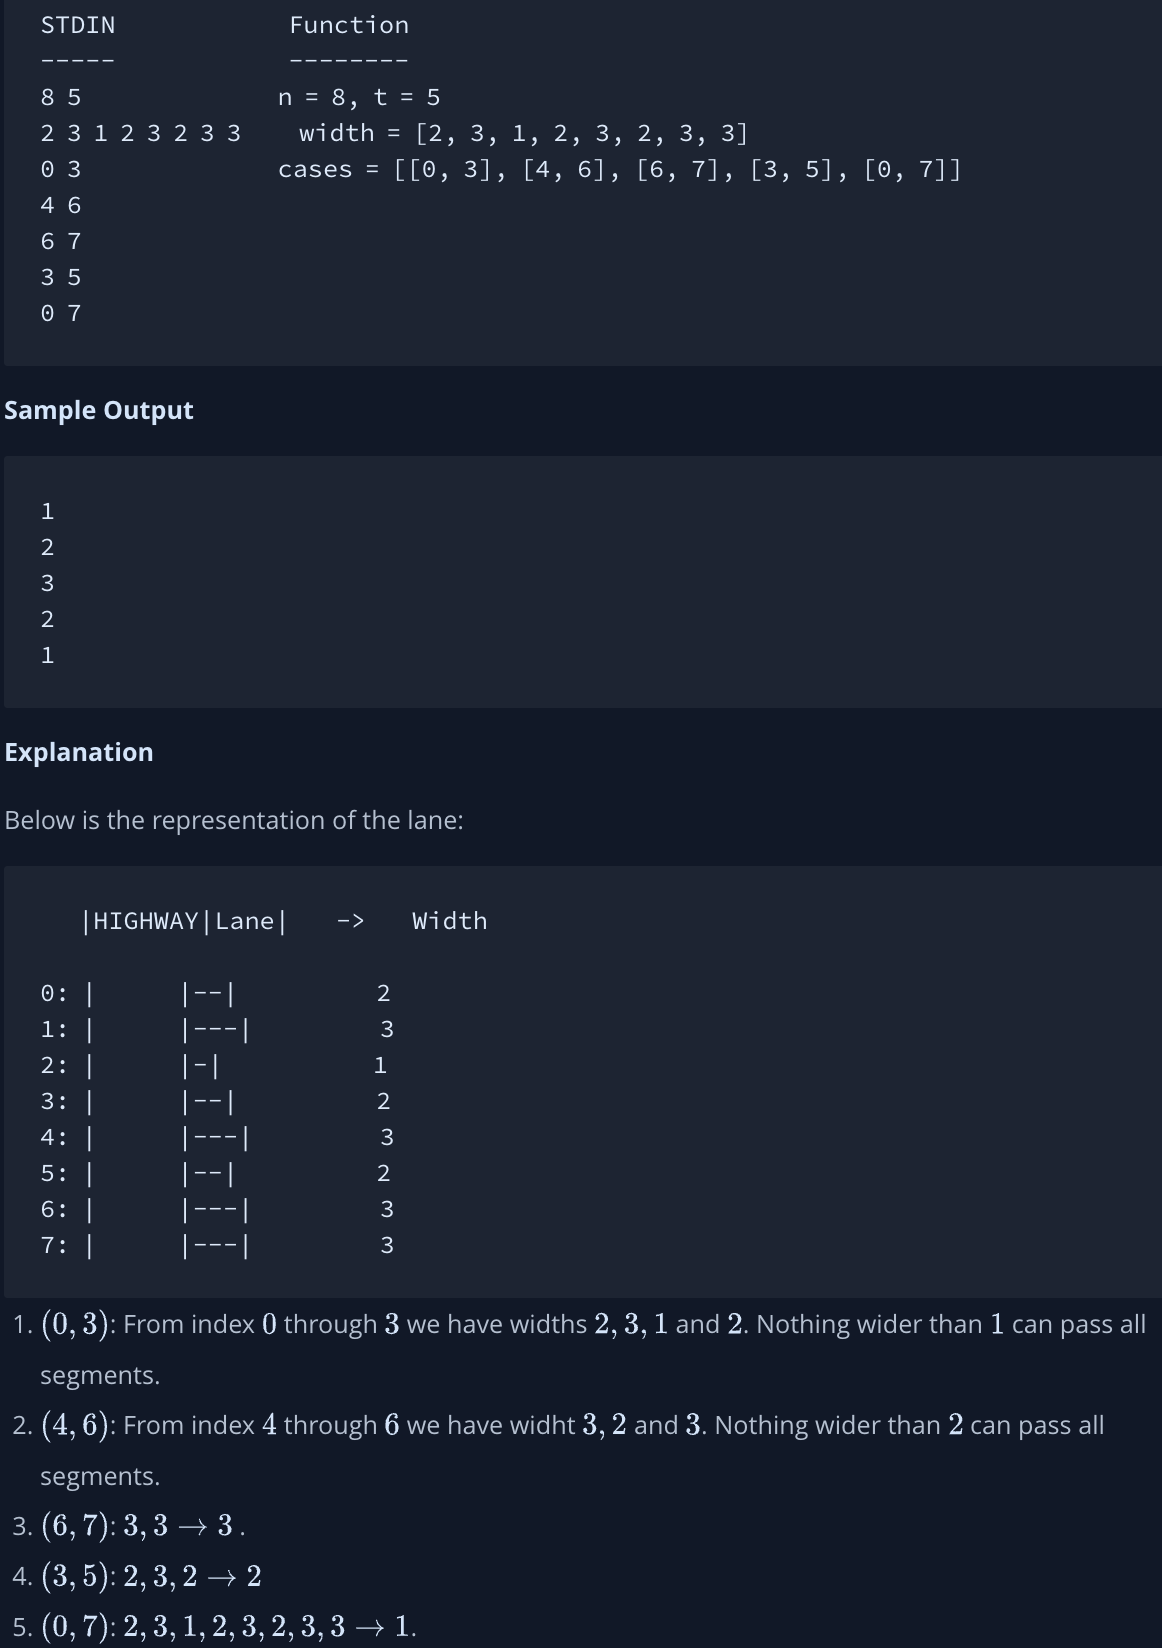 STDIN Function
----- --------
8 5 n = 8, t = 5
2 3 1 2 3 2 3 3 width = [2, 3, 1, 2, 3, 2, 3, 3]
0 3 cases = [[0, 3], [4, 6], [6, 7], [3, 5], [0, 7]]
4 6
6 7
3 5
0 7
Sample Output
1
2
3
2
1
Explanation
Below is the representation of the lane:
|HIGHWAY|Lane| -> Width
0: | |--| 2
1: | |---| 3
2: | |-| 1
3: | |--| 2
4: | |---| 3
5: | |--| 2
6: | |---| 3
7: | |---| 3
1. (0, 3): From index 0 through 3 we have widths 2, 3, 1 and 2. Nothing wider than 1 can pass all
segments.
2. (4, 6): From index 4 through 6 we have widht 3, 2 and 3. Nothing wider than 2 can pass all
segments.
3. (6, 7): 3, 3 → 3 .
4. (3, 5): 2, 3, 2 → 2
5. (0, 7): 2, 3, 1, 2, 3, 2, 3, 3 → 1.